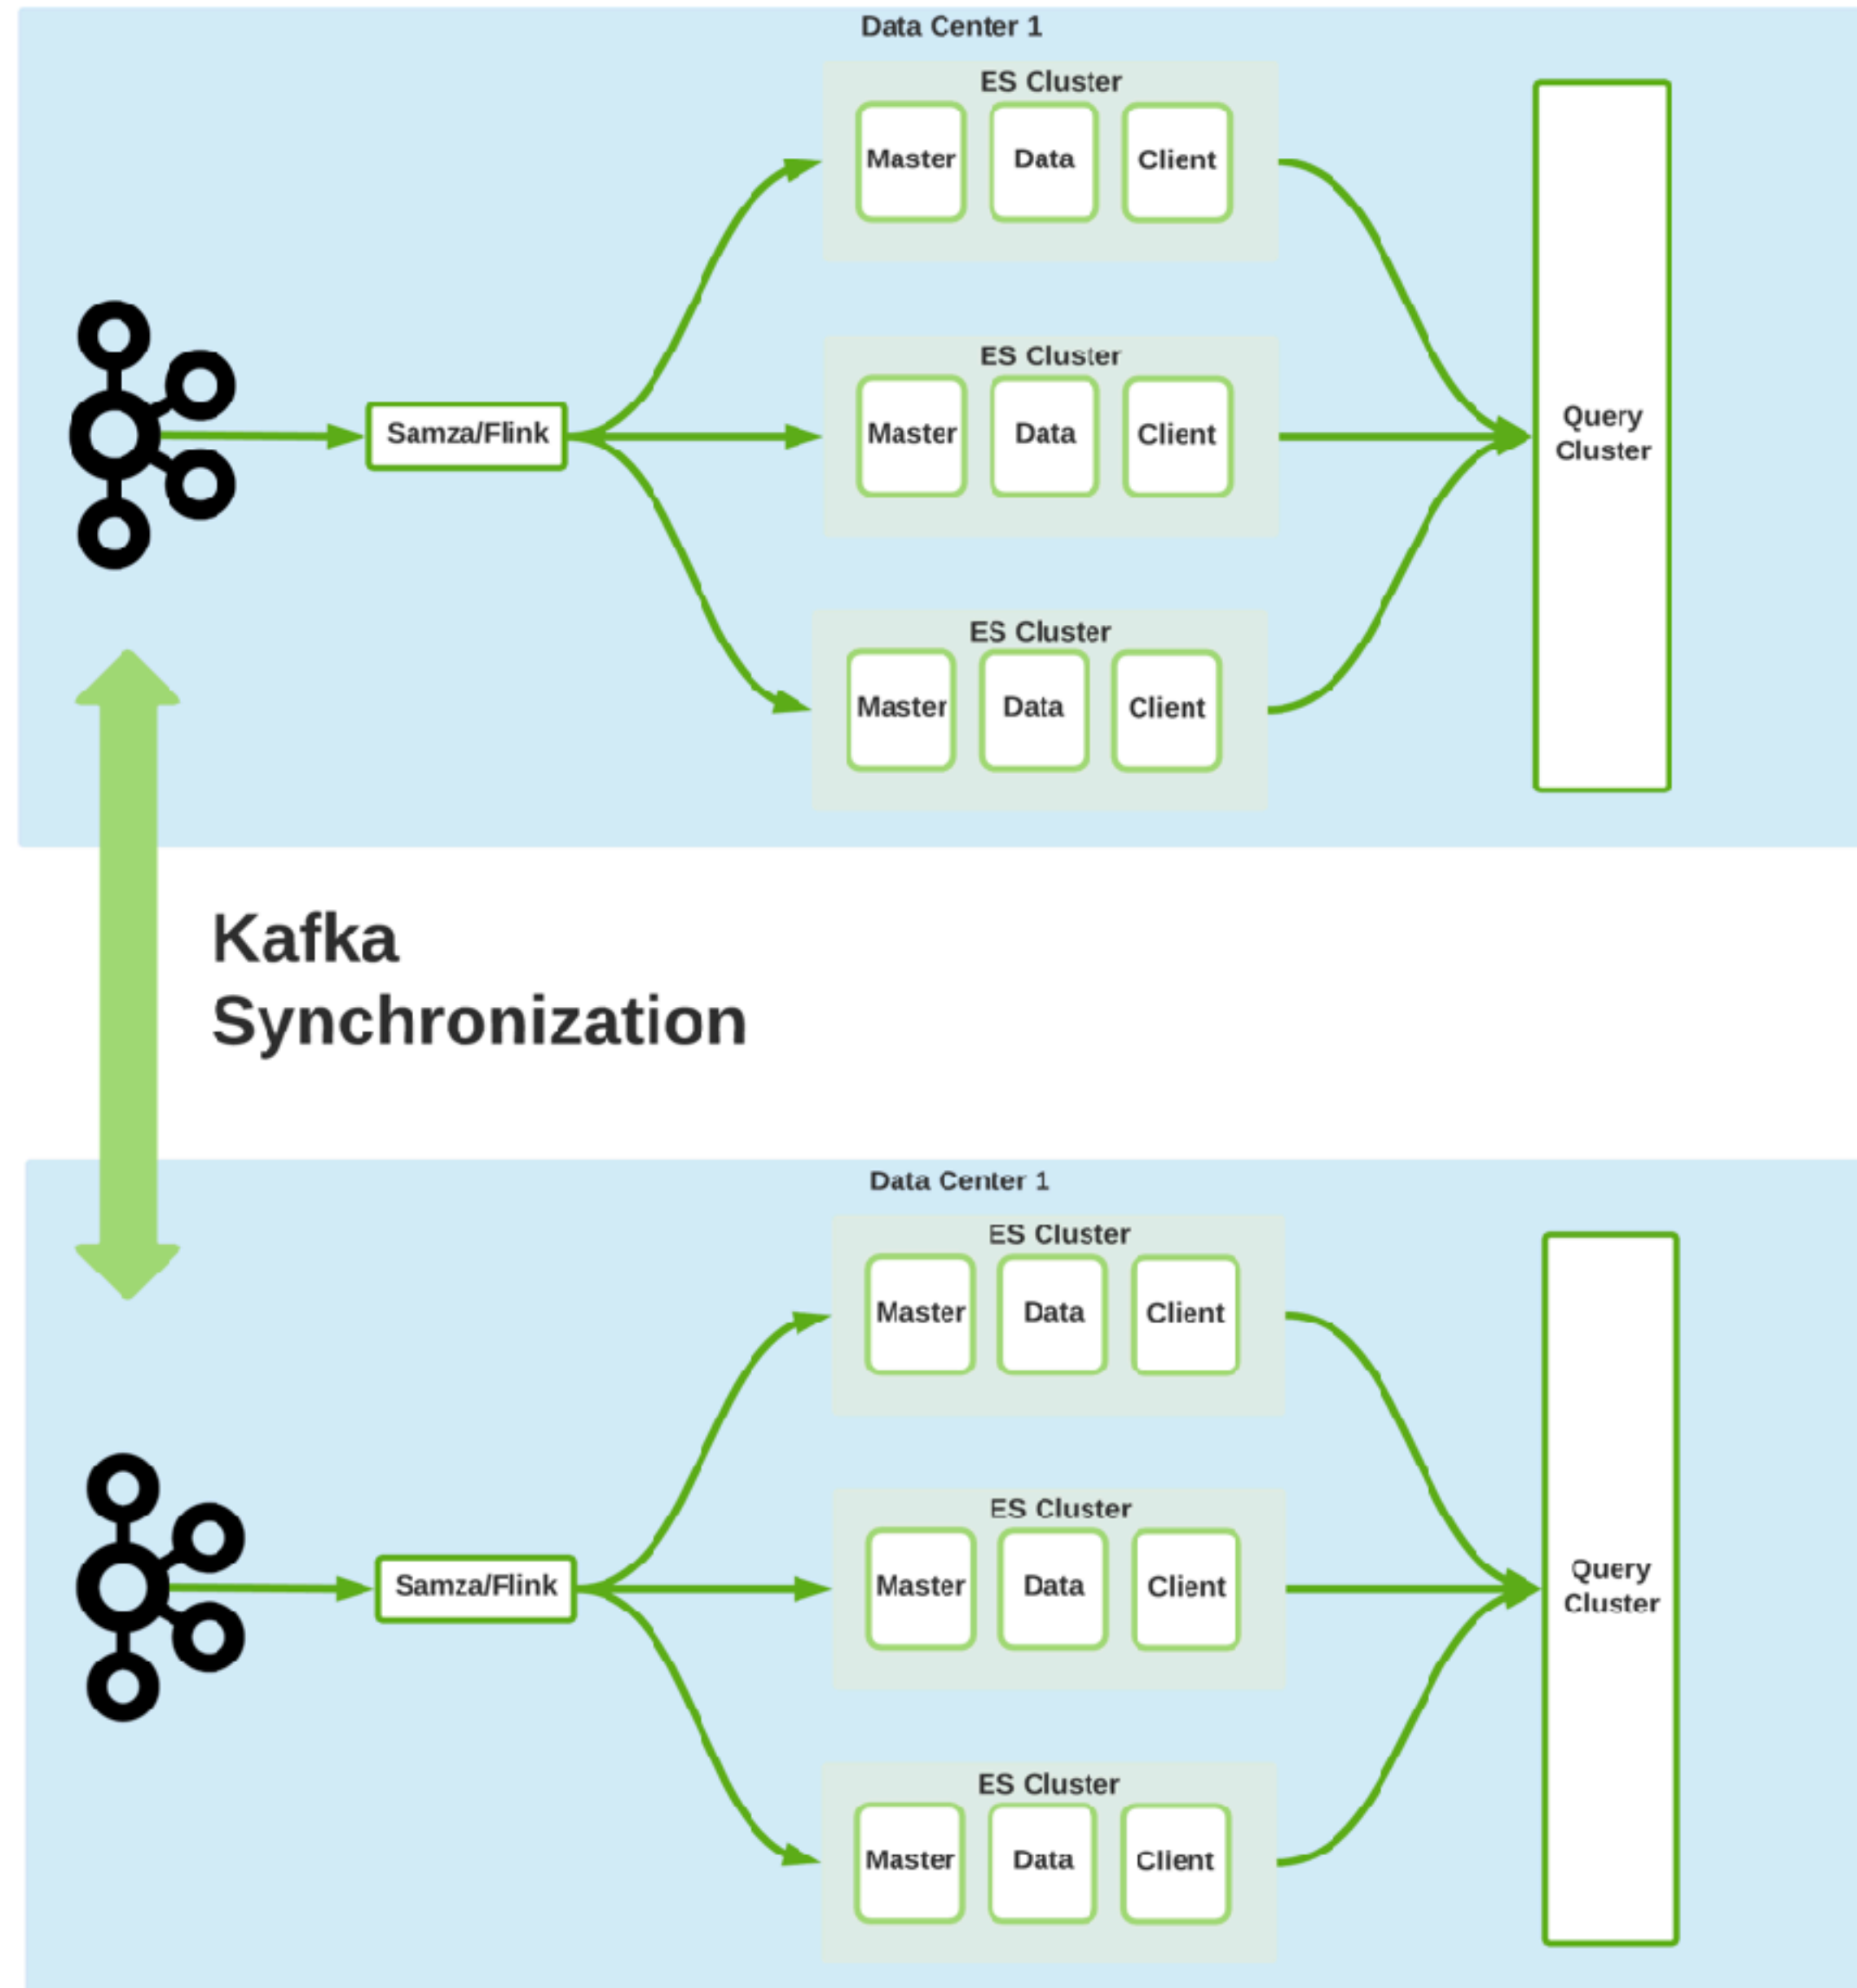 Data Center 1
ES Cluster
Master Data Client
ES Cluster
Samza/Flink Master Data Client
Query
Cluster
ES Cluster
Master Data Client
Kafka
Synchronization
Data Center 1
ES Cluster
Master Data Client
ES Cluster
Samza/Flink Master Data Client
Query
Cluster
ES Cluster
Master Data Client